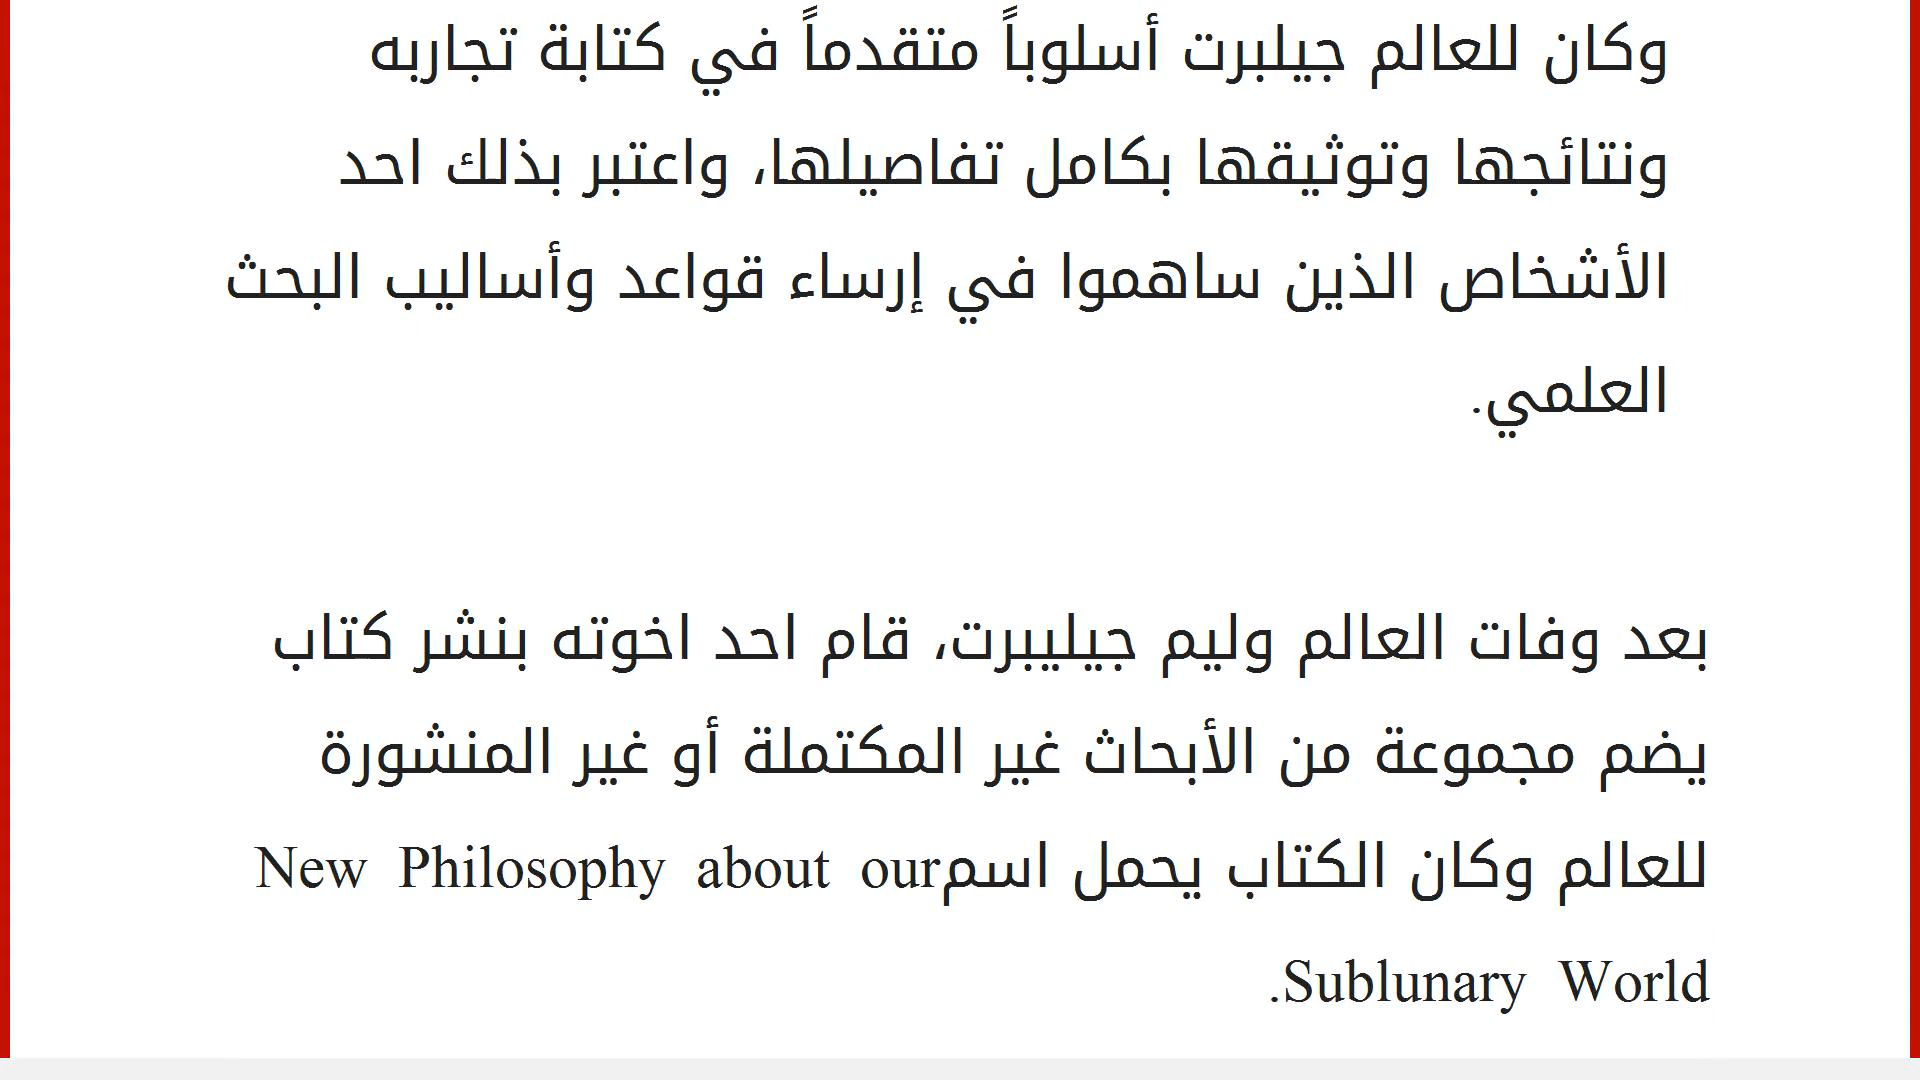 وكان للعالم جيلبرت أسلوباً متقدماً في كتابة تجاربه
ونتائجها وتوثيقها بكامل تفاصيلها، واعتبر بذلك احد
الأشخاص الذين ساهموا في إرساء قواعد وأساليب البحث
العلمي.
بعد وفات العالم وليم جيليبرت، قام احد اخوته بنشر كتاب
يضم مجموعة من الأبحاث غير المكتملة أو غير المنشورة
للعالم وكان الكتاب يحمل اسمNew Philosophy about our
Sublunary World.